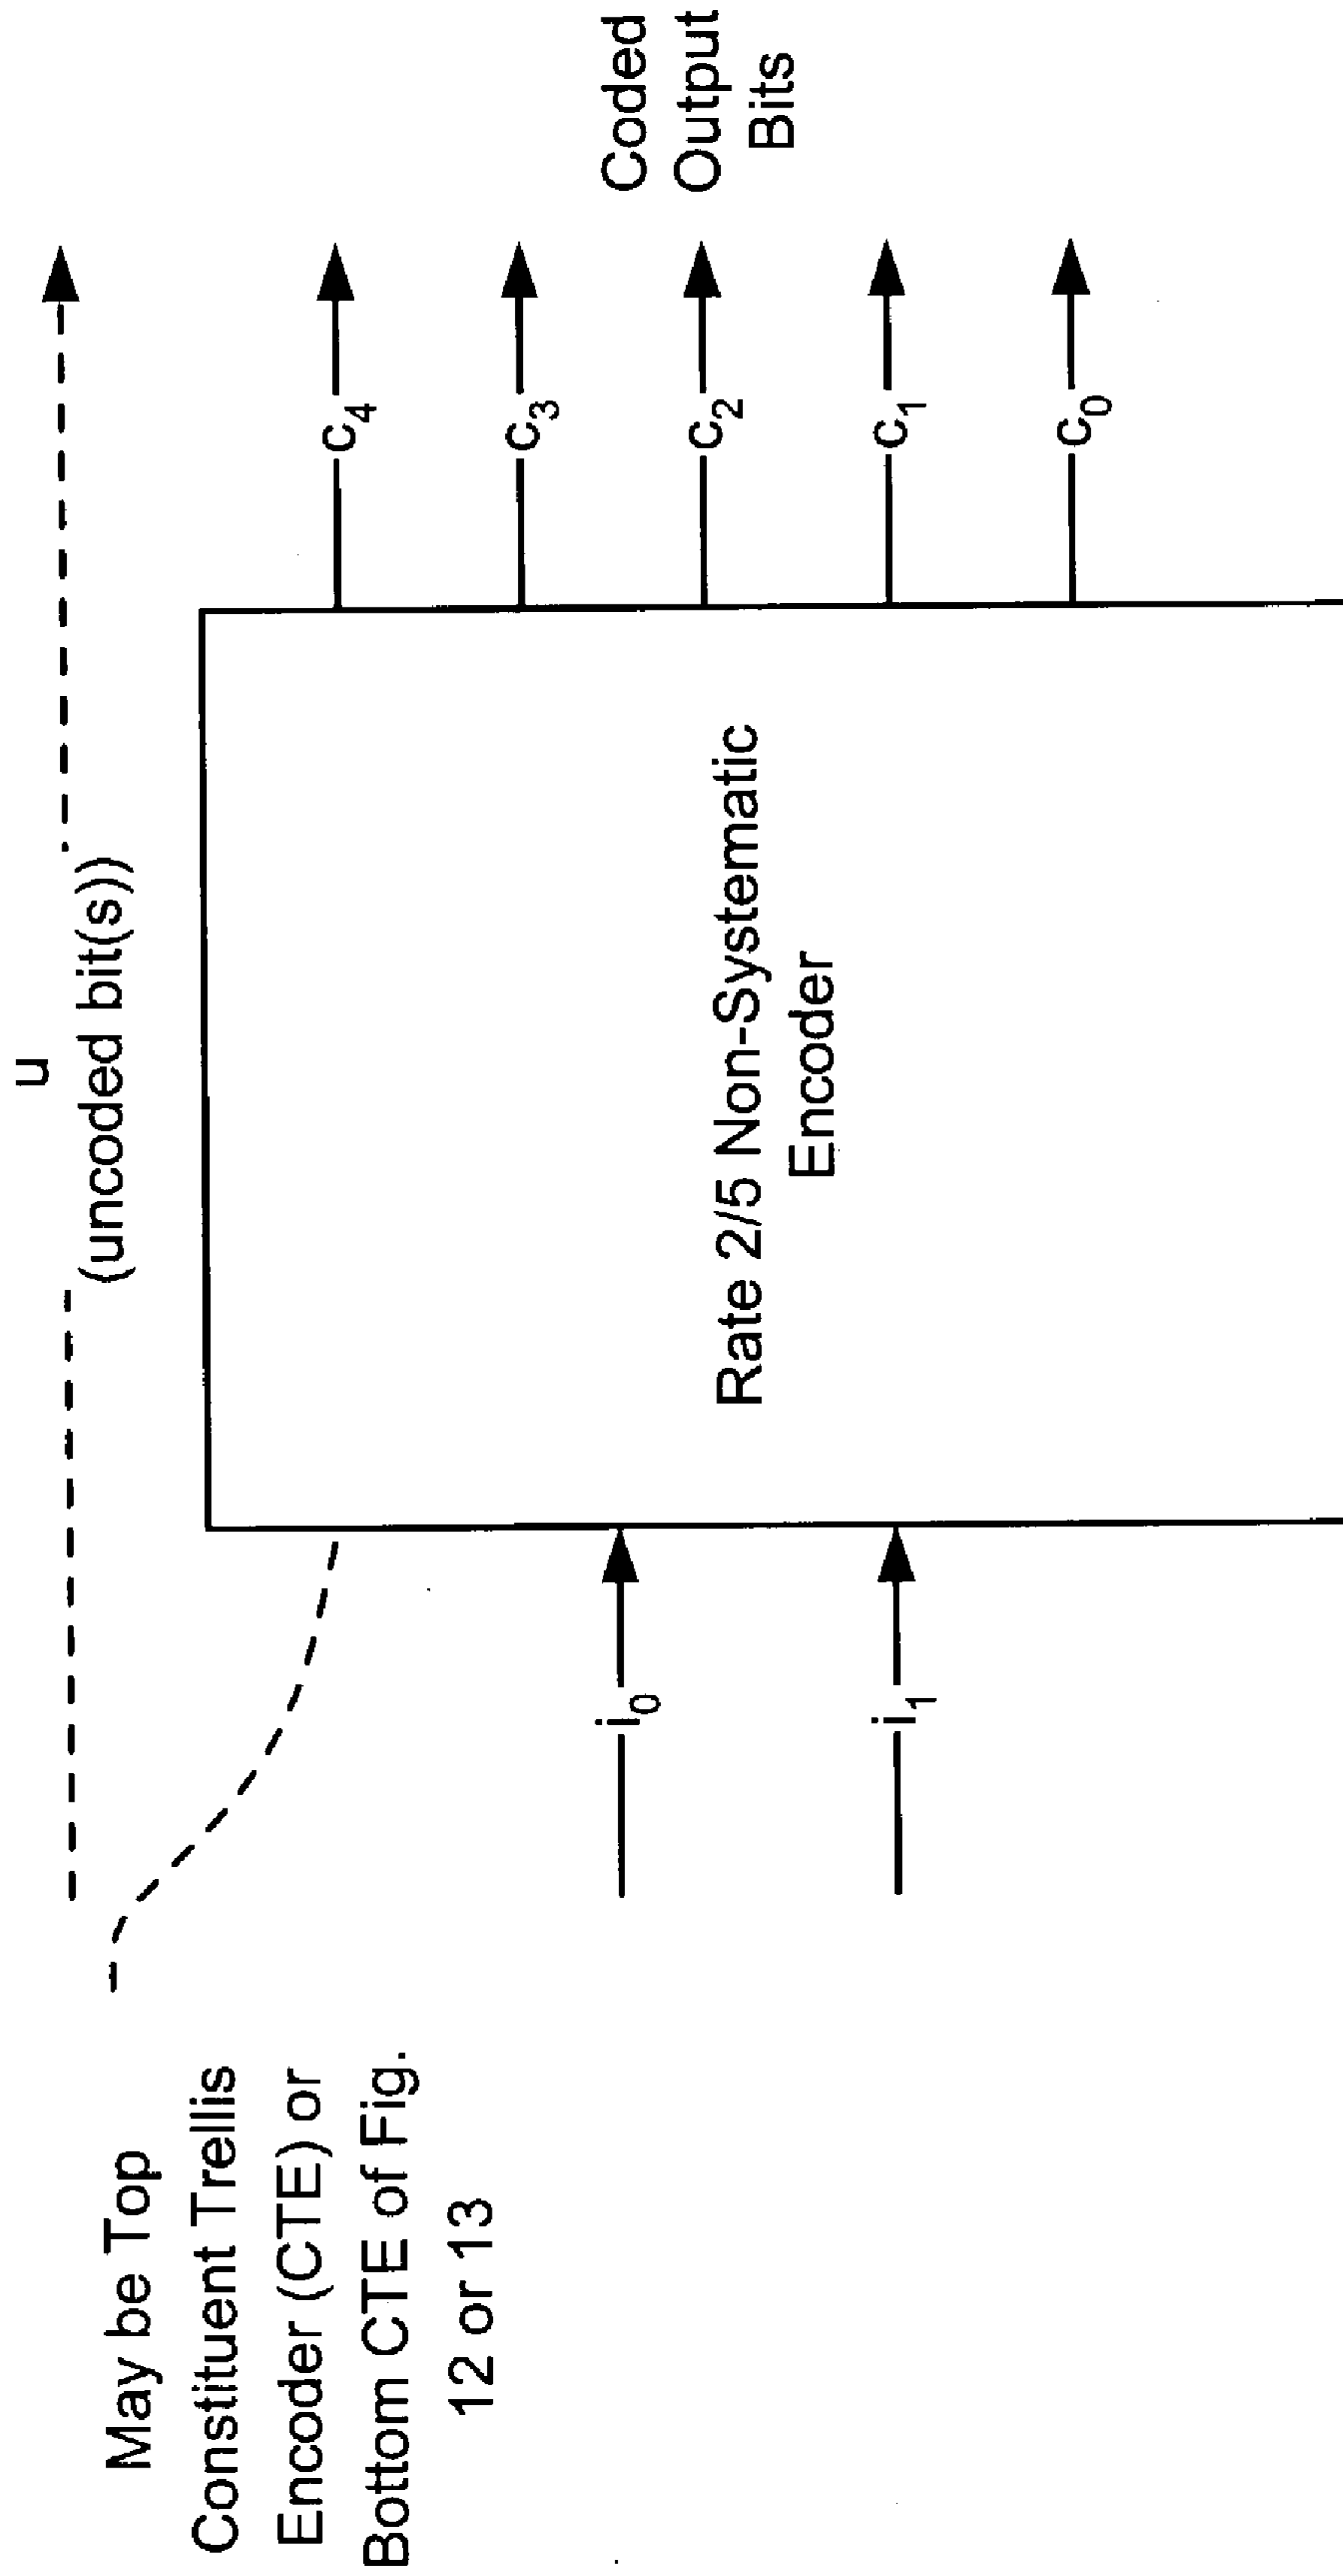 u
(uncoded bit(s))
May be Top
Constituent Trellis
Encoder (CTE) or
Bottom CTE of Fig.
12 or 13
i₀
i₁
Rate 2/5 Non-Systematic
Encoder
c₄
c₃
c₂
c₁
c₀
Coded
Output
Bits